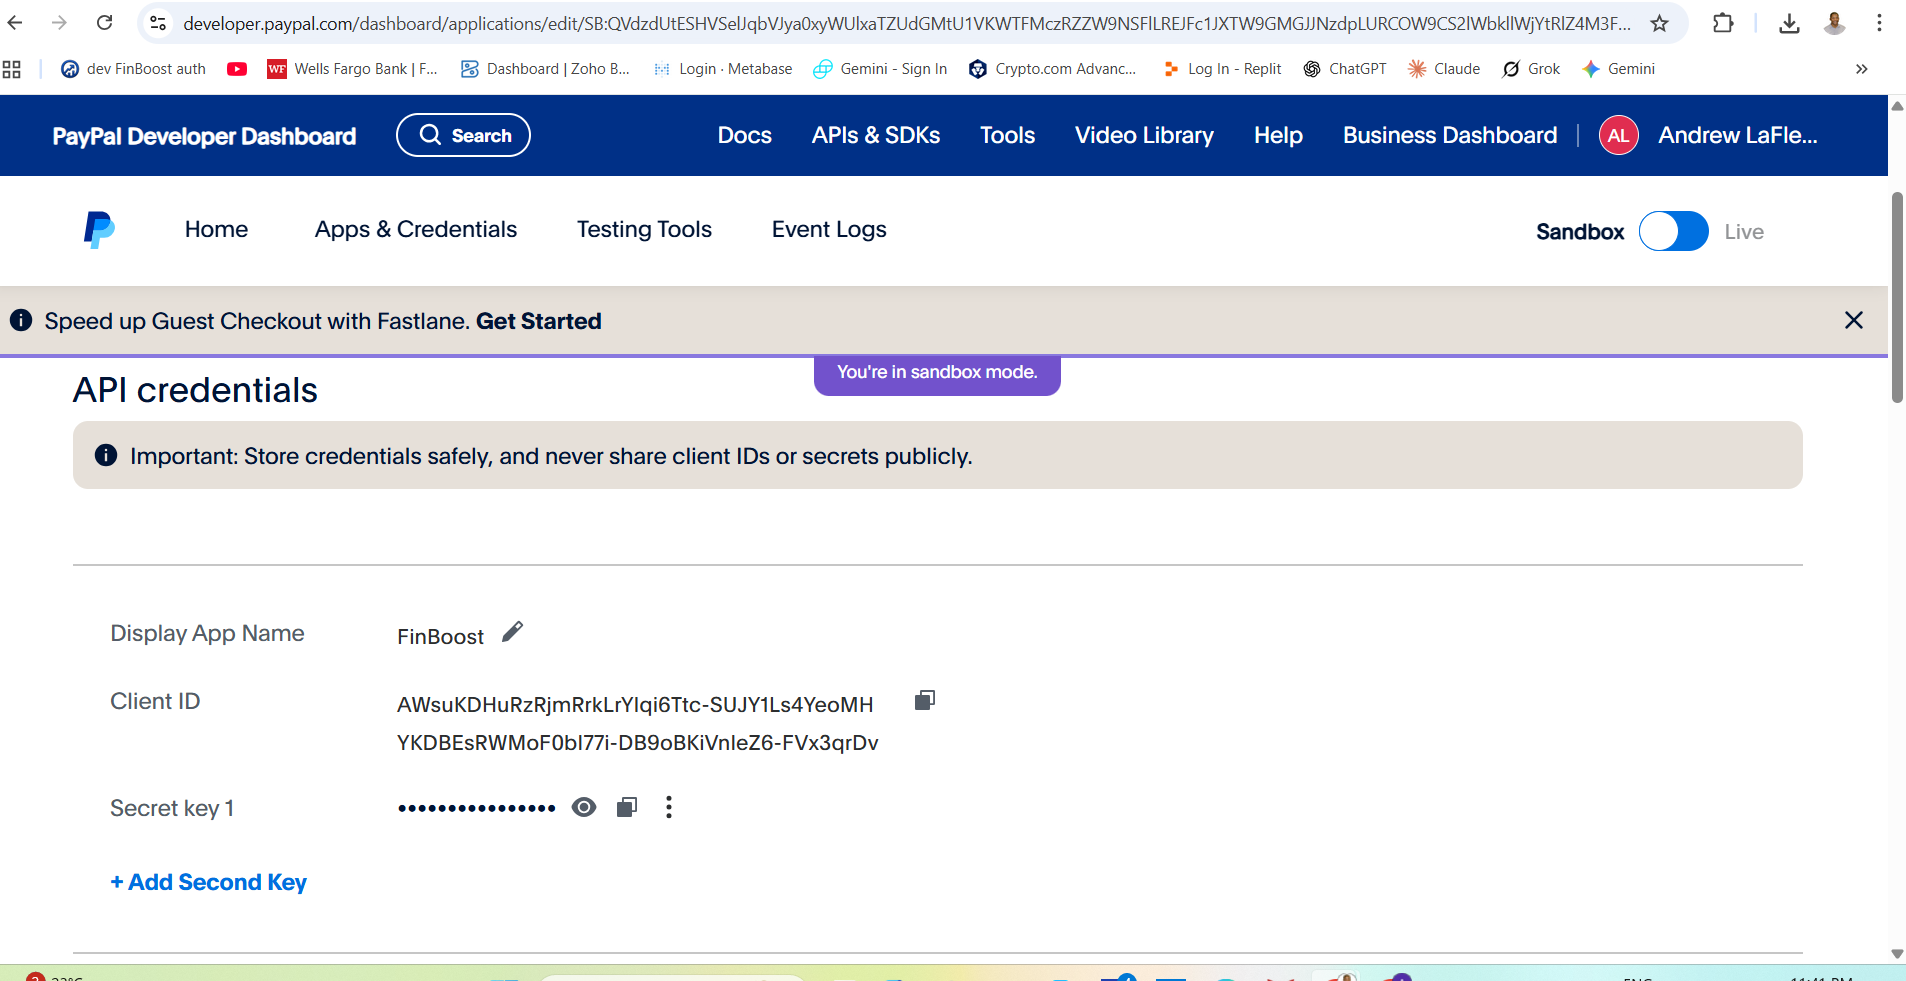 developer.paypal.com/dashboard/applications/edit/SB:QVdzdUtESHVSelJqbVJya0xyWUlxaTZUdGMtU1VKWTFMczRZZW9NSFlLREJFc1JXTW9GMGJJNzdpLURCOW9CS2lWbkllWjYtRlZ4M3F...
dev FinBoost auth
WF Wells Fargo Bank | F...
Dashboard | Zoho B...
Login · Metabase
Gemini - Sign In
Crypto.com Advanc...
Log In - Replit
ChatGPT
Claude
Grok
Gemini
»
PayPal Developer Dashboard
Search
Docs
APIs & SDKs
Tools
Video Library
Help
Business Dashboard
AL Andrew LaFle...
Home
Apps & Credentials
Testing Tools
Event Logs
Sandbox
Live
Speed up Guest Checkout with Fastlane. Get Started
You're in sandbox mode.
API credentials
Important: Store credentials safely, and never share client IDs or secrets publicly.
Display App Name
FinBoost
Client ID
AWsuKDHuRzRjmRrkLrYIqi6Ttc-SUJY1Ls4YeoMH
YKDBEsRWMoF0bI77i-DB9oBKiVnIeZ6-FVx3qrDv
Secret key 1
••••••••••••••••
+ Add Second Key